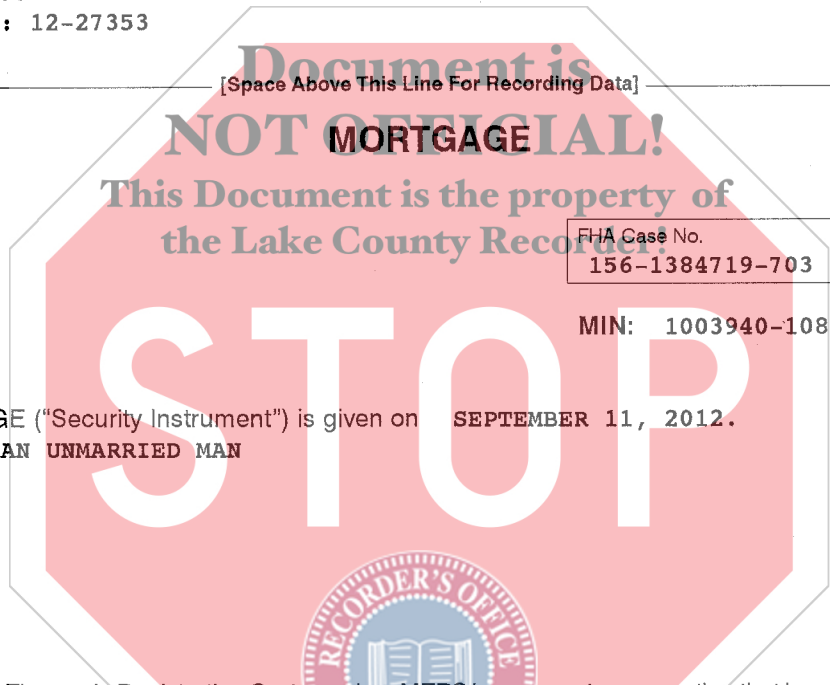 : 12-27353
Document is
[Space Above This Line For Recording Data]
NOT OFFICIAL!
MORTGAGE
This Document is the property of
the Lake County Recorder!
FHA Case No.
156-1384719-703
MIN: 1003940-108
STOP
GE ("Security Instrument") is given on SEPTEMBER 11, 2012.
AN UNMARRIED MAN
RECORDER'S OFFICE